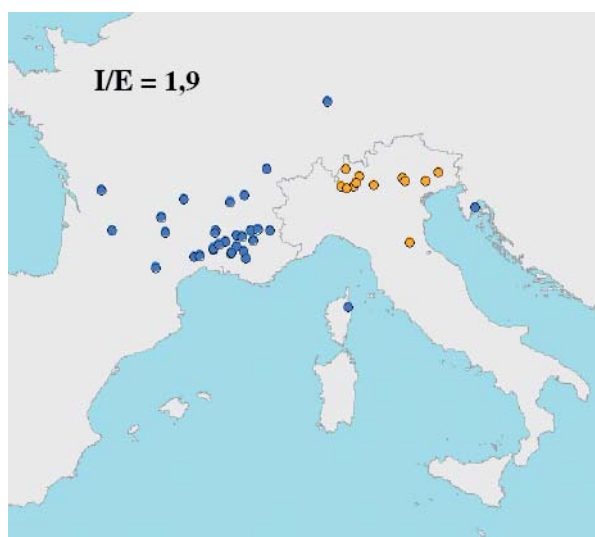 I/E = 1,9